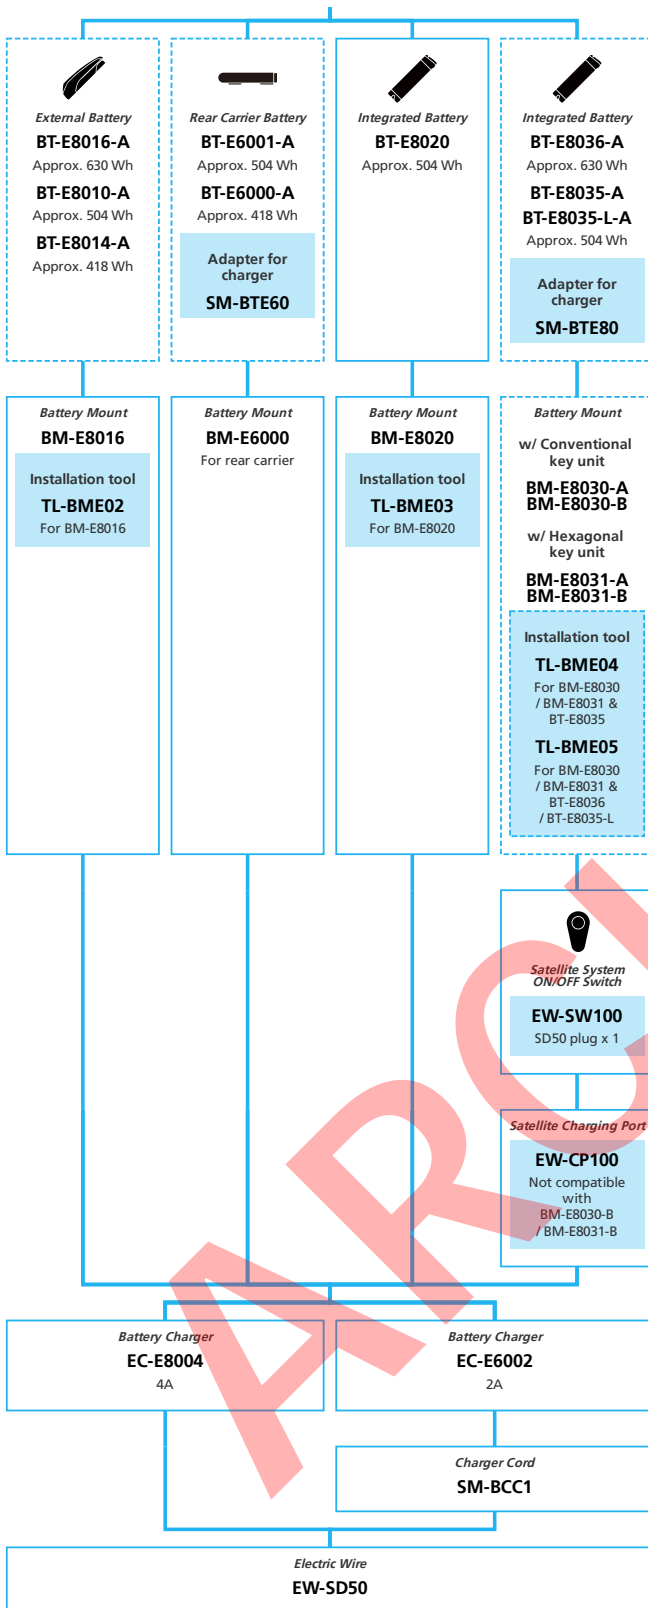 External Battery
BT-E8016-A
Approx. 630 Wh
BT-E8010-A
Approx. 504 Wh
BT-E8014-A
Approx. 418 Wh
Rear Carrier Battery
BT-E6001-A
Approx. 504 Wh
BT-E6000-A
Approx. 418 Wh
Adapter for
charger
SM-BTE60
Integrated Battery
BT-E8020
Approx. 504 Wh
Integrated Battery
BT-E8036-A
Approx. 630 Wh
BT-E8035-A
BT-E8035-L-A
Approx. 504 Wh
Adapter for
charger
SM-BTE80
Battery Mount
BM-E8016
Installation tool
TL-BME02
For BM-E8016
Battery Mount
BM-E6000
For rear carrier
Battery Mount
BM-E8020
Installation tool
TL-BME03
For BM-E8020
Battery Mount
w/ Conventional
key unit
BM-E8030-A
BM-E8030-B
w/ Hexagonal
key unit
BM-E8031-A
BM-E8031-B
Installation tool
TL-BME04
For BM-E8030
/ BM-E8031 &
BT-E8035
TL-BME05
For BM-E8030
/ BM-E8031 &
BT-E8036
/ BT-E8035-L
Satellite System
ON/OFF Switch
EW-SW100
SD50 plug x 1
Satellite Charging Port
EW-CP100
Not compatible
with
BM-E8030-B
/ BM-E8031-B
Battery Charger
EC-E8004
4A
Battery Charger
EC-E6002
2A
Charger Cord
SM-BCC1
Electric Wire
EW-SD50